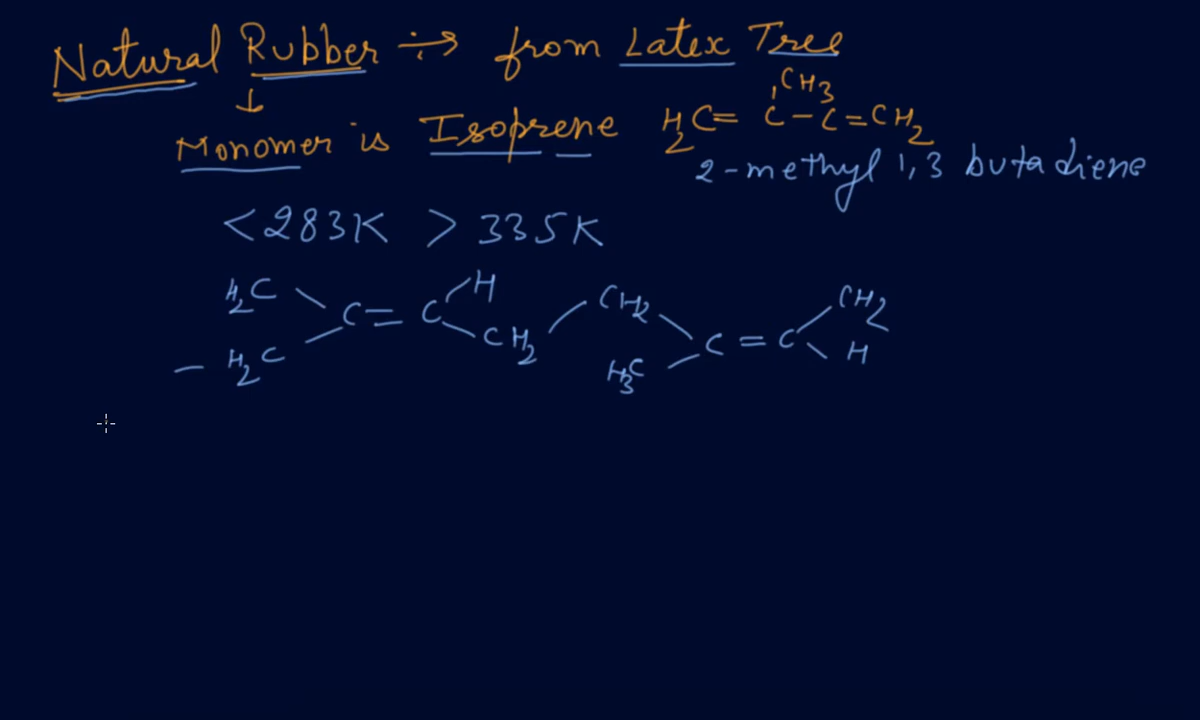 Natural Rubber → from Latex Tree
↓ CH3
Monomer is Isoprene H2C= C-C=CH2
2-methyl 1,3 butadiene
<283K >335K
H2C C=C H CH2 CH2 C=C CH2
- H2C H3C H